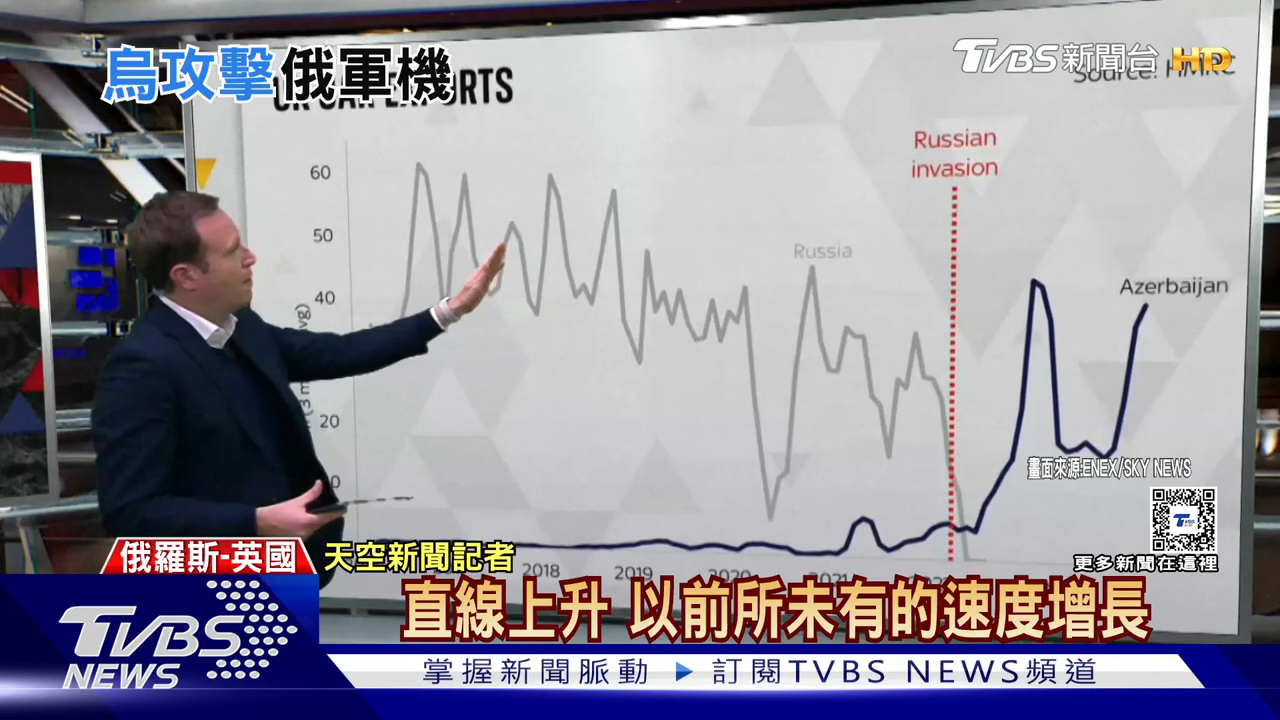 烏攻擊俄軍機
TVBS新聞台 HD
Source: HMRC
Russian
invasion
60
50
40
20
Russia
Azerbaijan
畫面來源:ENEX/SKY NEWS
2018
2019
2020
2021
更多新聞在這裡
俄羅斯-英國
天空新聞記者
直線上升 以前所未有的速度增長
TVBS
NEWS
掌握新聞脈動 ▶ 訂閱TVBS NEWS頻道